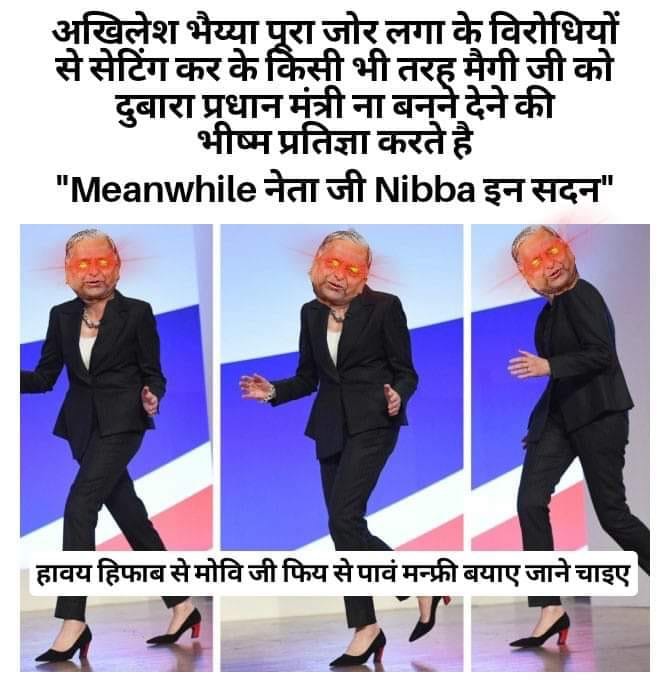 अखिलेश भैय्या पूरा जोर लगा के विरोधियों
से सेटिंग कर के किसी भी तरह मैगी जी को
दुबारा प्रधान मंत्री ना बनने देने की
भीष्म प्रतिज्ञा करते है
"Meanwhile नेता जी Nibba इन सदन"
हावय हिफाब से मोवि जी फिय से पावं मन्फ्री बयाए जाने चाइए